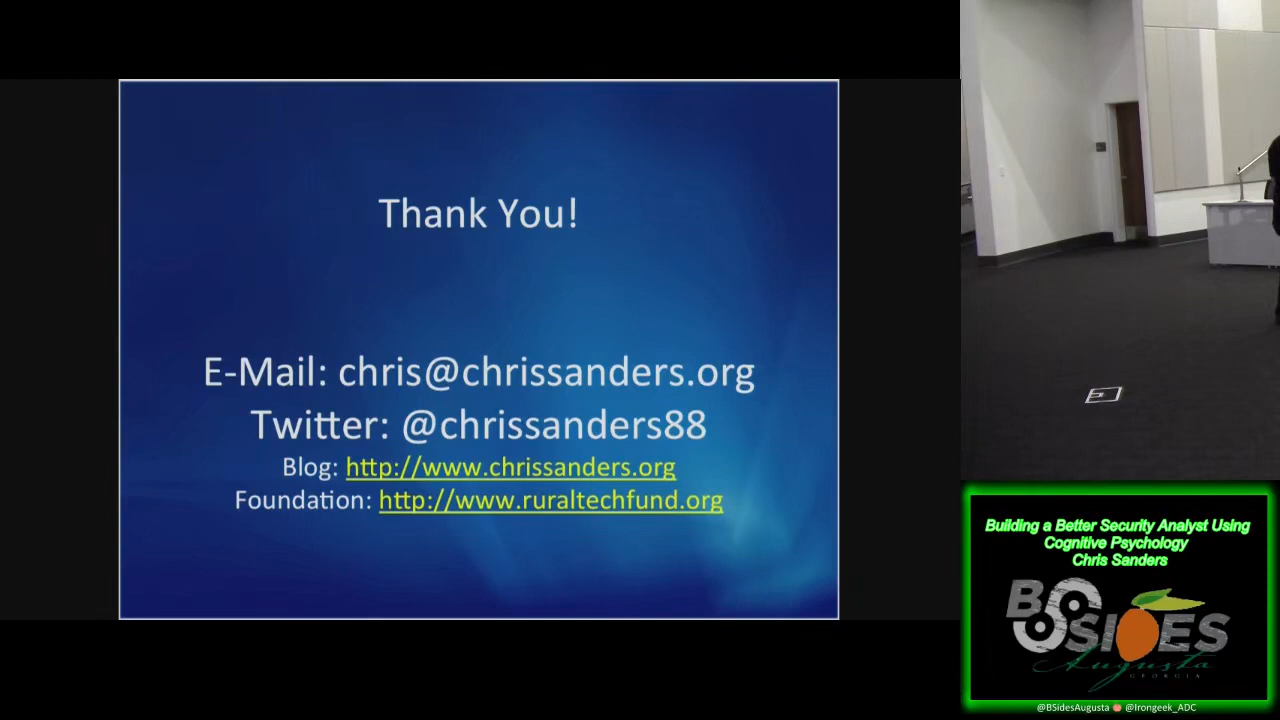 Thank You!
E-Mail: chris@chrissanders.org
Twitter: @chrissanders88
Blog: http://www.chrissanders.org
Foundation: http://www.ruraltechfund.org
Building a Better Security Analyst Using
Cognitive Psychology
Chris Sanders
BSIDES
Augusta
GEORGIA
@BSidesAugusta @Irongeek_ADC